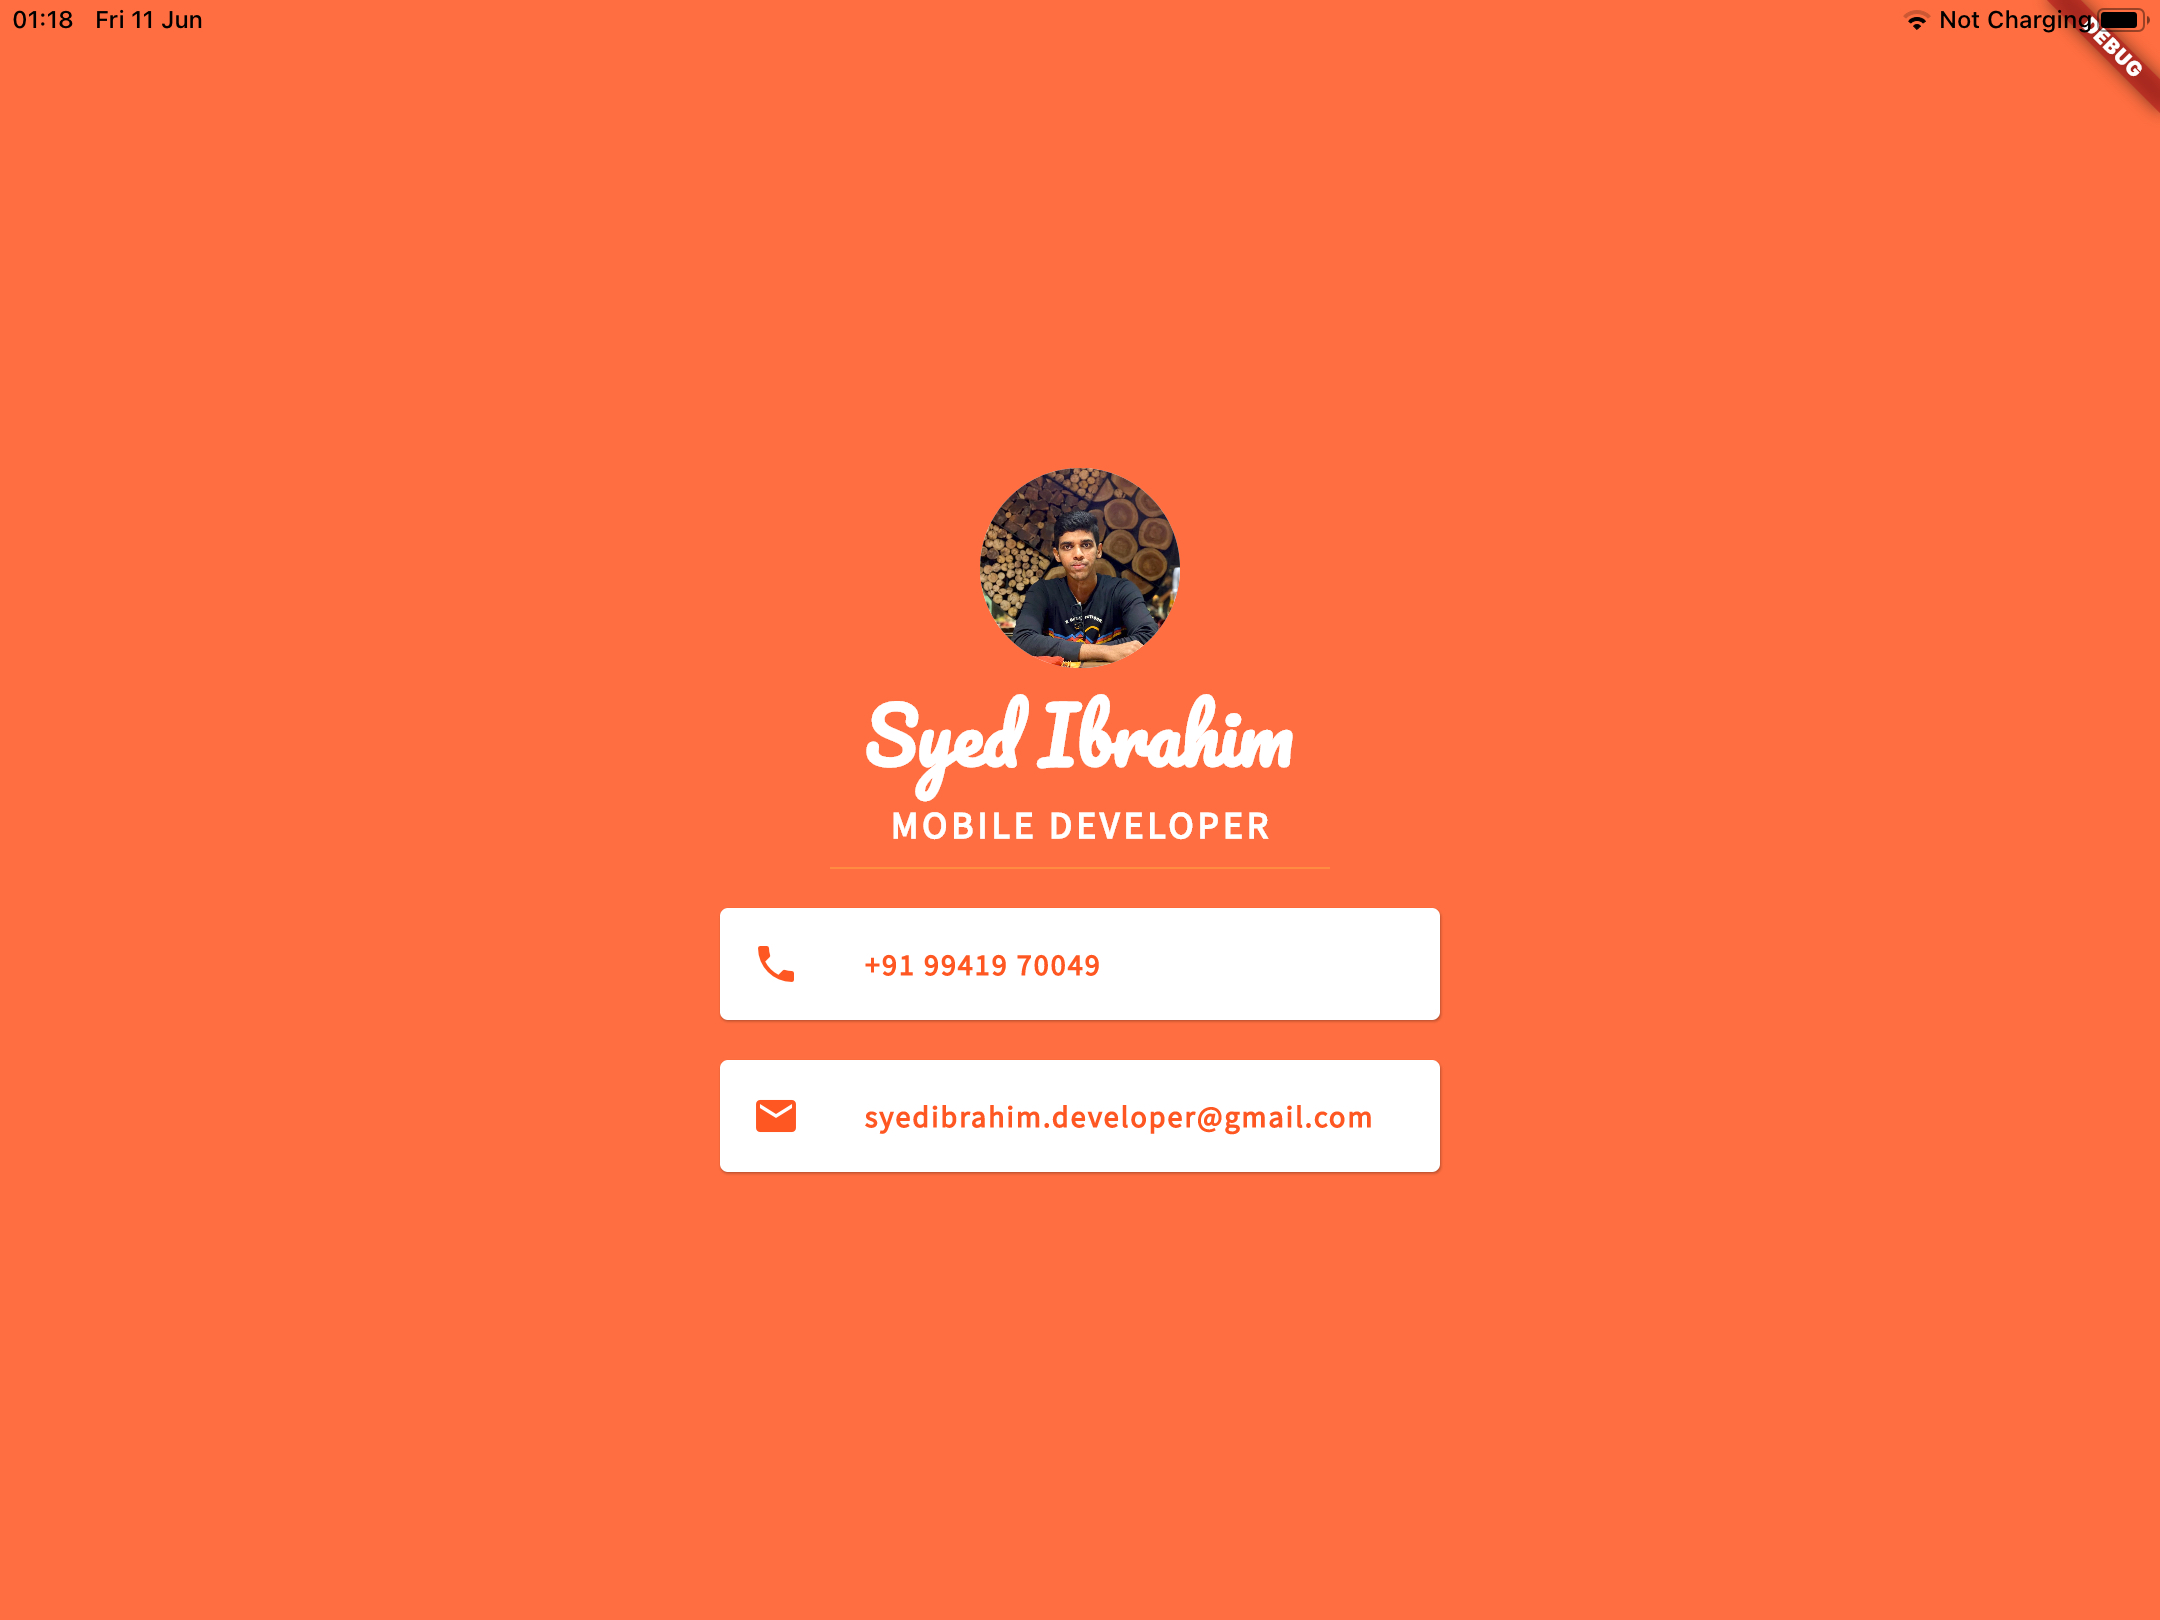 01:18 Fri 11 Jun
Not Charging
DEBUG
Syed Ibrahim
MOBILE DEVELOPER
+91 99419 70049
syedibrahim.developer@gmail.com